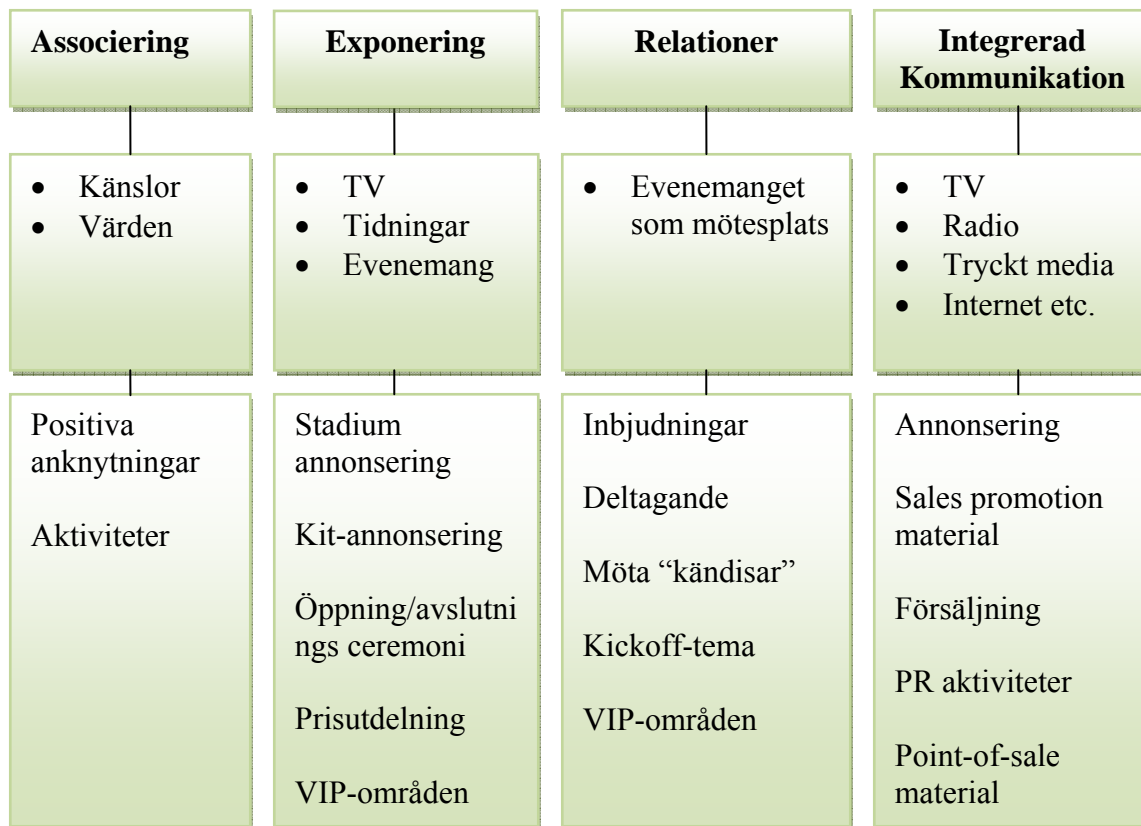 Associering
• Känslor
• Värden
Positiva
anknytningar
Aktiviteter
Exponering
• TV
• Tidningar
• Evenemang
Stadium
annonsering
Kit-annonsering
Öppning/avslutni
ngs ceremoni
Prisutdelning
VIP-områden
Relationer
• Evenemanget
som mötesplats
Inbjudningar
Deltagande
Möta “kändisar”
Kickoff-tema
VIP-områden
Integrerad
Kommunikation
• TV
• Radio
• Tryckt media
• Internet etc.
Annonsering
Sales promotion
material
Försäljning
PR aktiviteter
Point-of-sale
material